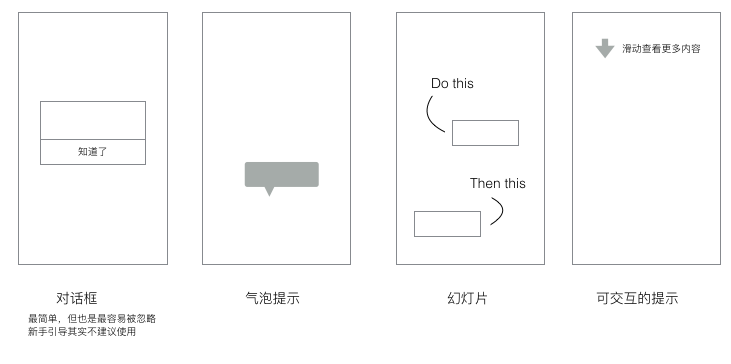 知道了
Do this
Then this
滑动查看更多内容
对话框
气泡提示
幻灯片
可交互的提示
最简单，但也是最容易被忽略
新手引导其实不建议使用